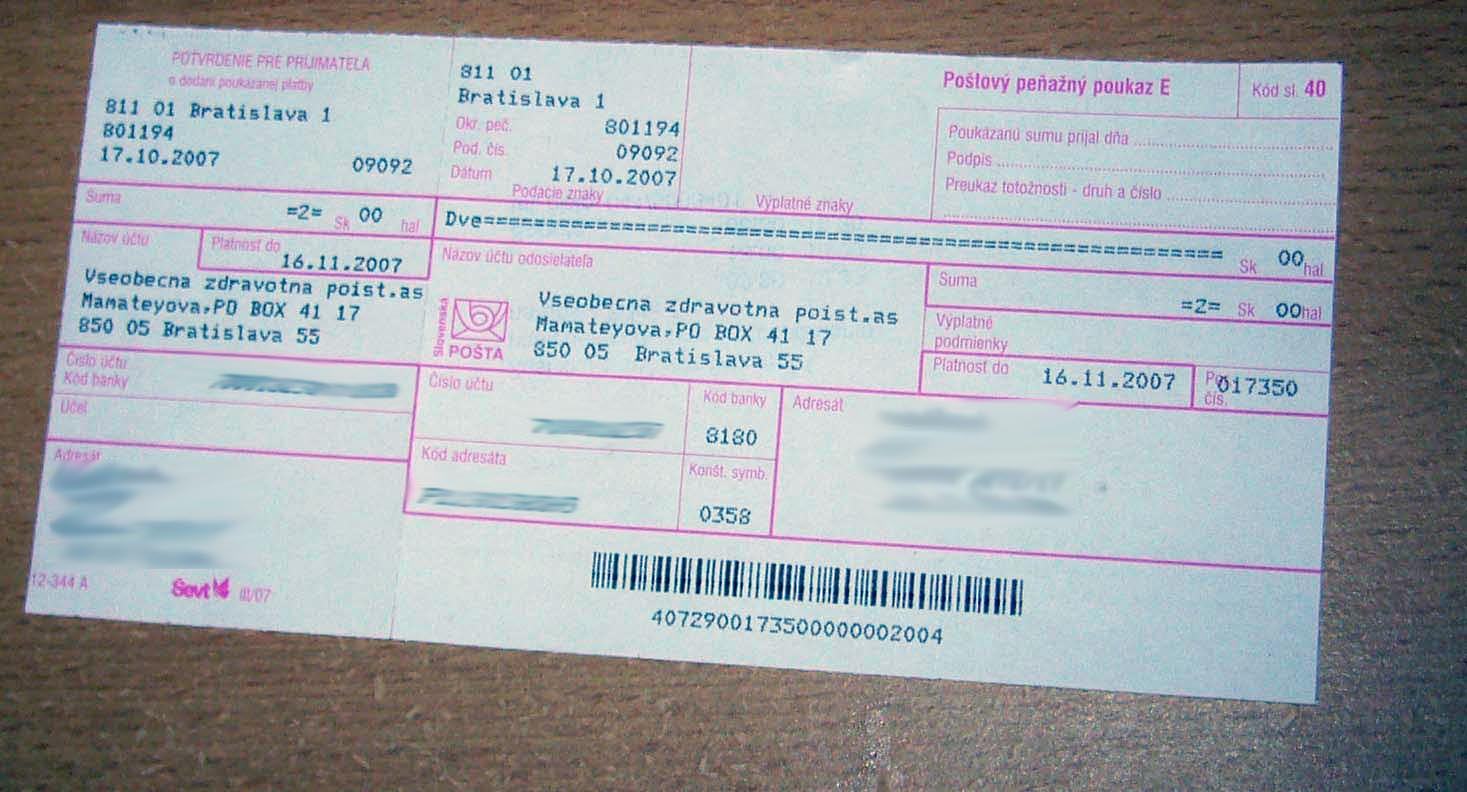 POTVRDENIE PRE PRIJÍMATEĽA
o dodaní poukázanej platby
811 01 Bratislava 1
801194
17.10.2007 09092
Suma
=2= Sk 00 hal
Názov účtu
Platnosť do
16.11.2007
Vseobecna zdravotna poist.as
Mamateyova,PO BOX 41 17
850 05 Bratislava 55
Číslo účtu
Kód banky
Účel
Adresát
12-344 A Ševt III/07
811 01
Bratislava 1
Okr. peč. 801194
Pod. čís. 09092
Dátum 17.10.2007
Podacie znaky
Výplatné znaky
Poštový peňažný poukaz E
Kód sl. 40
Poukázanú sumu prijal dňa
Podpis
Preukaz totožnosti - druh a číslo
Dve======================================================== Sk 00 hal
Názov účtu odosielateľa
Slovenská
POŠTA
Vseobecna zdravotna poist.as
Mamateyova,PO BOX 41 17
850 05 Bratislava 55
Suma
=2= Sk 00 hal
Výplatné
podmienky
Platnosť do 16.11.2007
čís. 017350
Číslo účtu
Kód banky
8180
Kód adresáta
Konšt. symb.
0358
Adresát
4072900173500000002004